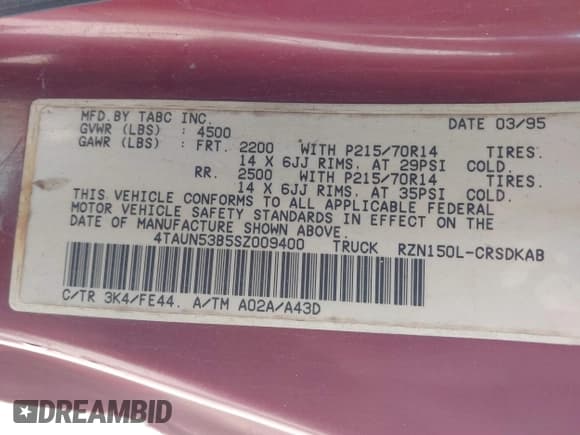 MFD.BY TABC INC. DATE 03/95
GVWR (LBS) : 4500
GAWR (LBS) : FRT. 2200 WITH P215/70R14 TIRES.
14 X 6JJ RIMS. AT 29PSI COLD.
RR. 2500 WITH P215/70R14 TIRES.
14 X 6JJ RIMS. AT 35PSI COLD.
THIS VEHICLE CONFORMS TO ALL APPLICABLE FEDERAL
MOTOR VEHICLE SAFETY STANDARDS IN EFFECT ON THE
DATE OF MANUFACTURE SHOWN ABOVE.
4TAUN53B5SZ009400 TRUCK RZN150L-CRSDKAB
C/TR 3K4/FE44. A/TM A02A/A43D
DREAMBID